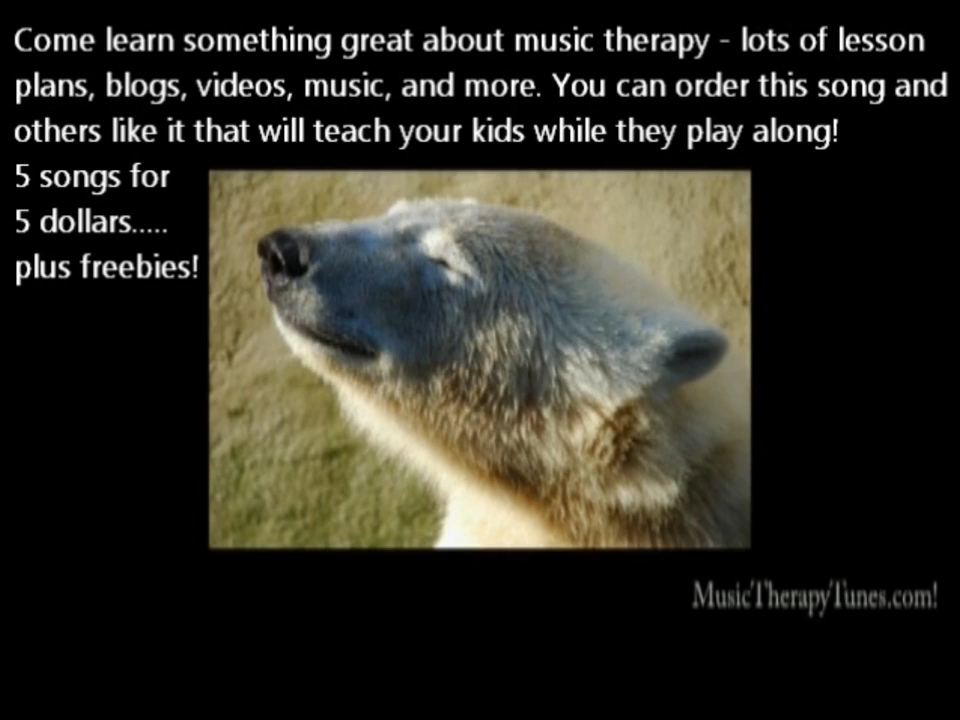 Come learn something great about music therapy - lots of lesson
plans, blogs, videos, music, and more. You can order this song and
others like it that will teach your kids while they play along!
5 songs for
5 dollars.....
plus freebies!
MusicTherapyTunes.com!